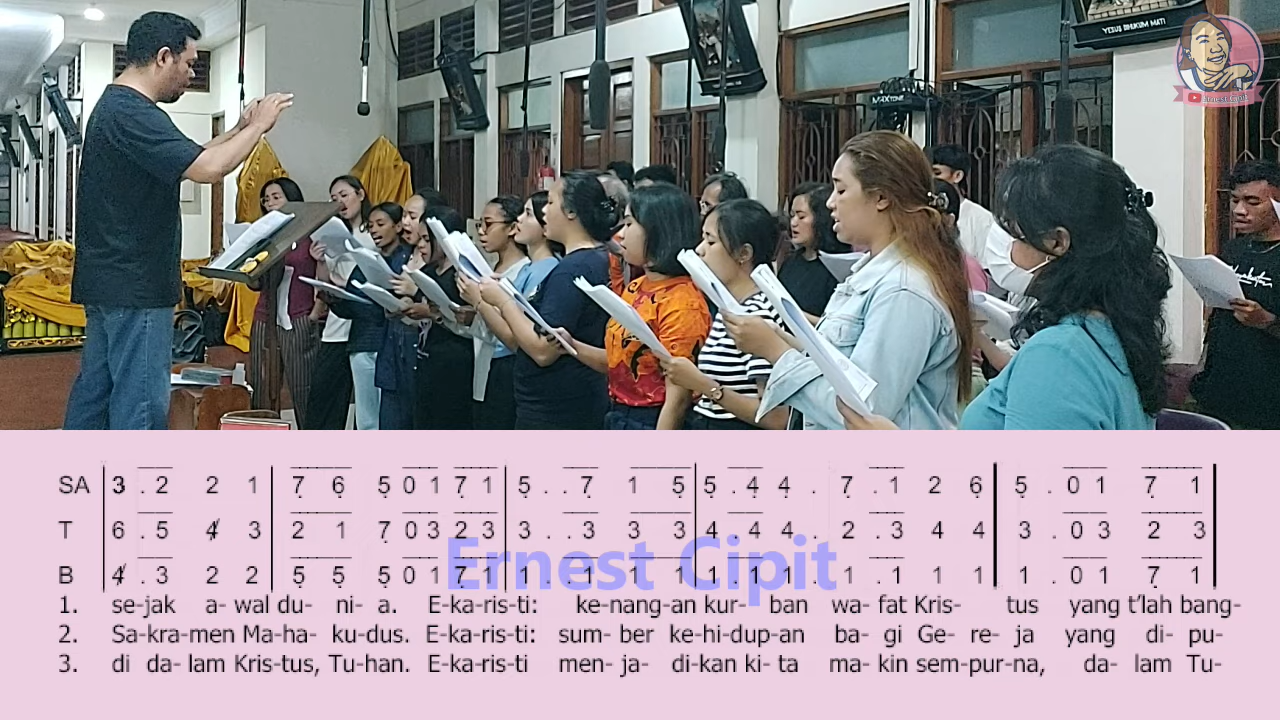 YESUS DIHUKUM MATI
MAXTONE
Ernest Cipit
SA 3 . 2 2 1 7̣ 6̣ 5̣ 0 1 7̣ 1 5̣ . . 7̣ 1 5̣ 5̣ . 4̣ 4̣ . 7̣ . 1 2 6̣ 5̣ . 0 1 7̣ 1
T 6 . 5 4̸ 3 2 1 7̣ 0 3 2 3 3 . . 3 3 3 4 . 4 4 . 2 . 3 4 4 3 . 0 3 2 3
B 4̸ . 3 2 2 5̣ 5̣ 5̣ 0 1 7̣ 1 1 . . 1 1 1 1 . 1 1 . 1 . 1 1 1 1 . 0 1 7̣ 1
Ernest Cipit
1. se-jak a- wal du- ni- a. E-ka-ris-ti: ke-nang-an kur- ban wa- fat Kris- tus yang t'lah bang-
2. Sa-kra-men Ma-ha- ku-dus. E-ka-ris-ti: sum- ber ke-hi-dup-an ba- gi Ge- re- ja yang di- pu-
3. di da- lam Kris-tus, Tu-han. E-ka-ris-ti men- ja- di-kan ki- ta ma- kin sem-pur-na, da- lam Tu-